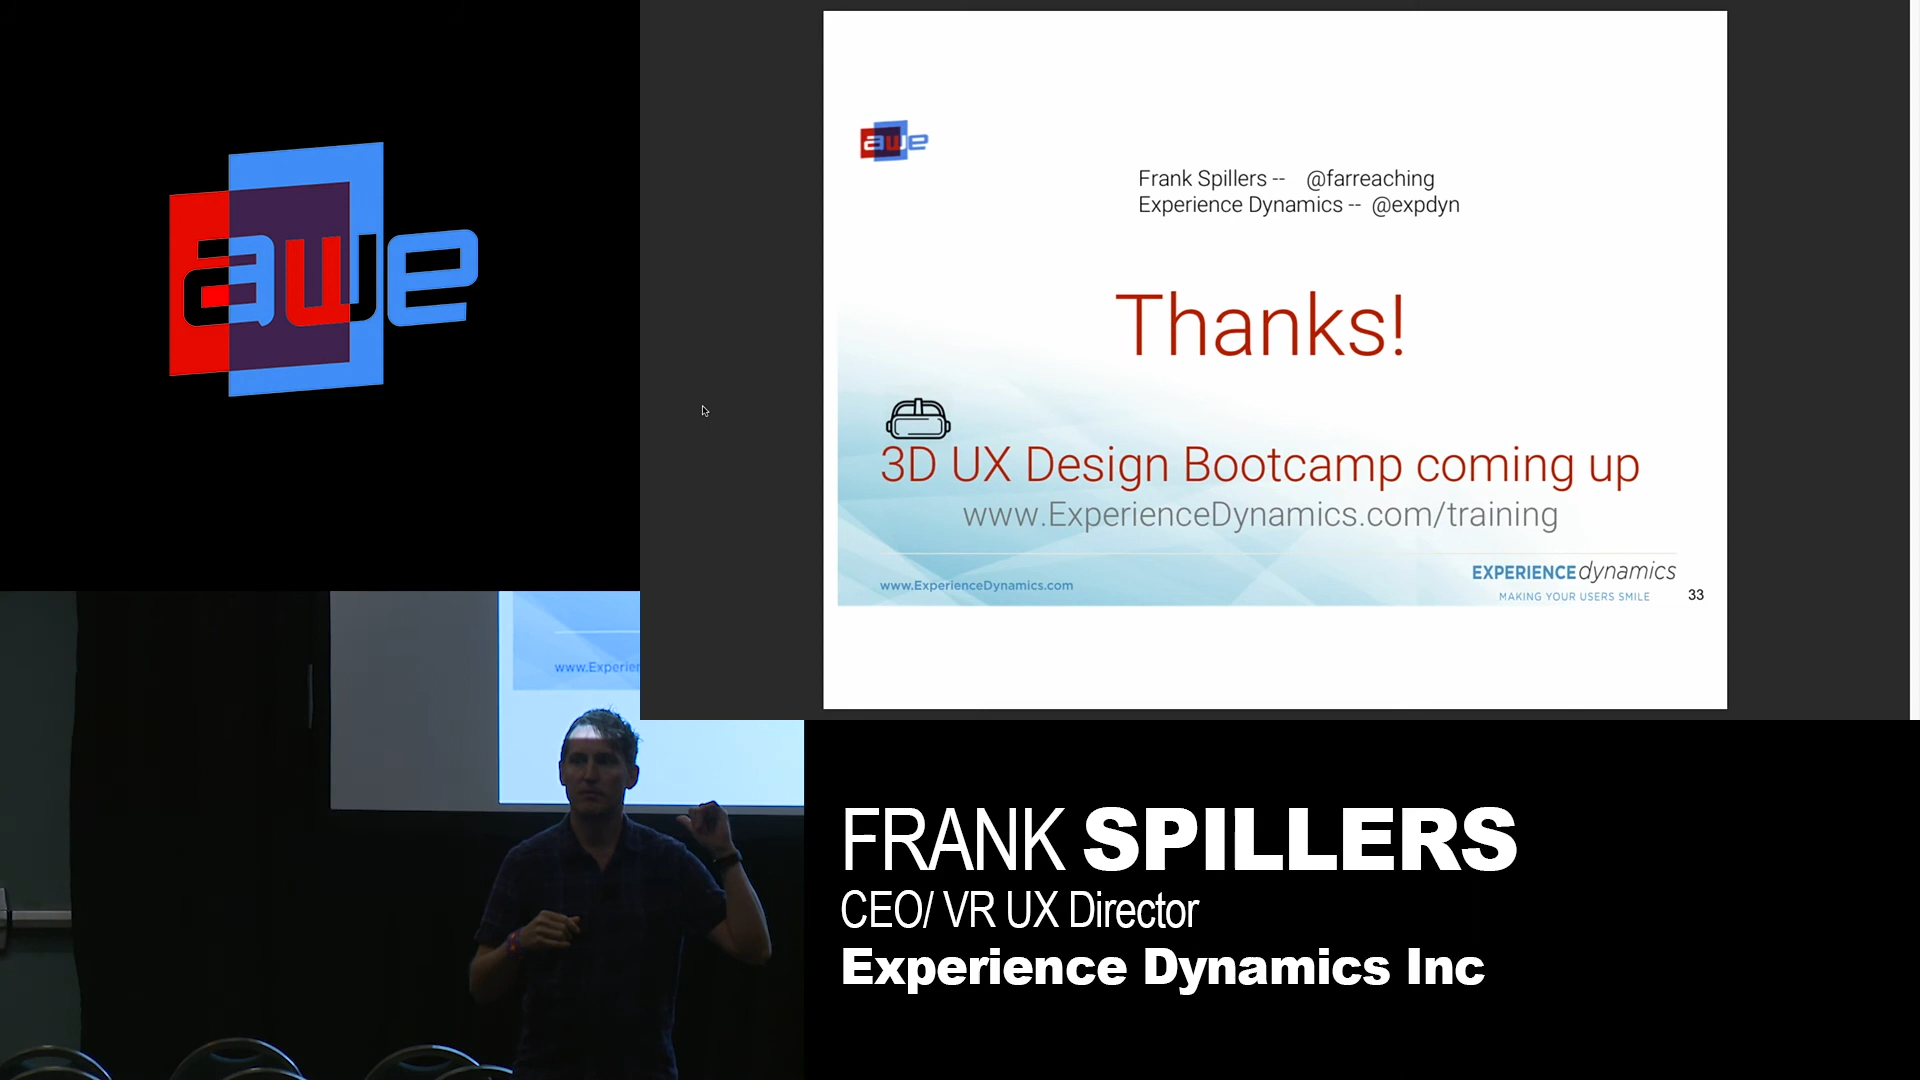 awe
awe
Frank Spillers -- @farreaching
Experience Dynamics -- @expdyn
Thanks!
3D UX Design Bootcamp coming up
www.ExperienceDynamics.com/training
www.ExperienceDynamics.com
EXPERIENCE dynamics
MAKING YOUR USERS SMILE
33
www.Experien
FRANK SPILLERS
CEO/ VR UX Director
Experience Dynamics Inc